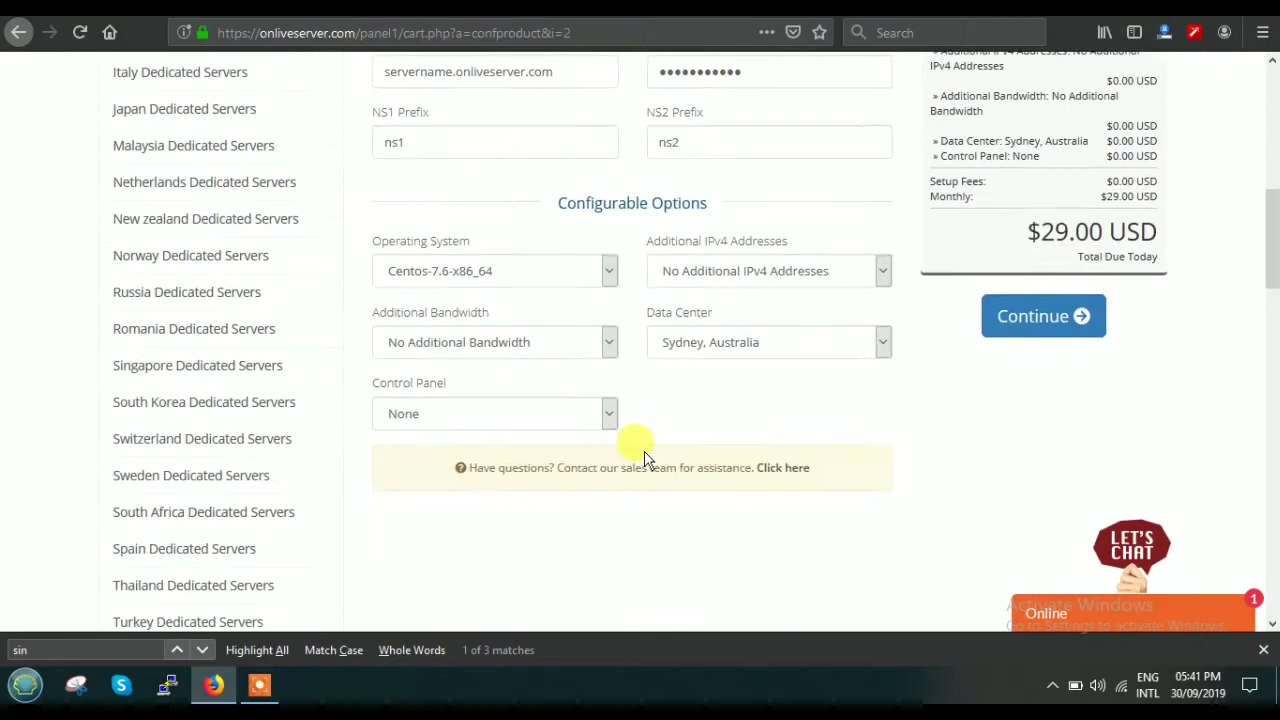 https://onliveserver.com/panel1/cart.php?a=confproduct&i=2
Search
Italy Dedicated Servers
Japan Dedicated Servers
Malaysia Dedicated Servers
Netherlands Dedicated Servers
New zealand Dedicated Servers
Norway Dedicated Servers
Russia Dedicated Servers
Romania Dedicated Servers
Singapore Dedicated Servers
South Korea Dedicated Servers
Switzerland Dedicated Servers
Sweden Dedicated Servers
South Africa Dedicated Servers
Spain Dedicated Servers
Thailand Dedicated Servers
Turkey Dedicated Servers
servername.onliveserver.com
•••••••••••
NS1 Prefix
NS2 Prefix
ns1
ns2
Configurable Options
Operating System
Additional IPv4 Addresses
Centos-7.6-x86_64
No Additional IPv4 Addresses
Additional Bandwidth
Data Center
No Additional Bandwidth
Sydney, Australia
Control Panel
None
Have questions? Contact our sales team for assistance. Click here
» Additional IPv4 Addresses: No Additional
IPv4 Addresses
$0.00 USD
» Additional Bandwidth: No Additional
Bandwidth
$0.00 USD
» Data Center: Sydney, Australia $0.00 USD
» Control Panel: None $0.00 USD
Setup Fees: $0.00 USD
Monthly: $29.00 USD
$29.00 USD
Total Due Today
Continue
LET'S
CHAT
1
Online
Activate Windows
Go to Settings to activate Windows.
sin
Highlight All Match Case Whole Words 1 of 3 matches
ENG
INTL
05:41 PM
30/09/2019